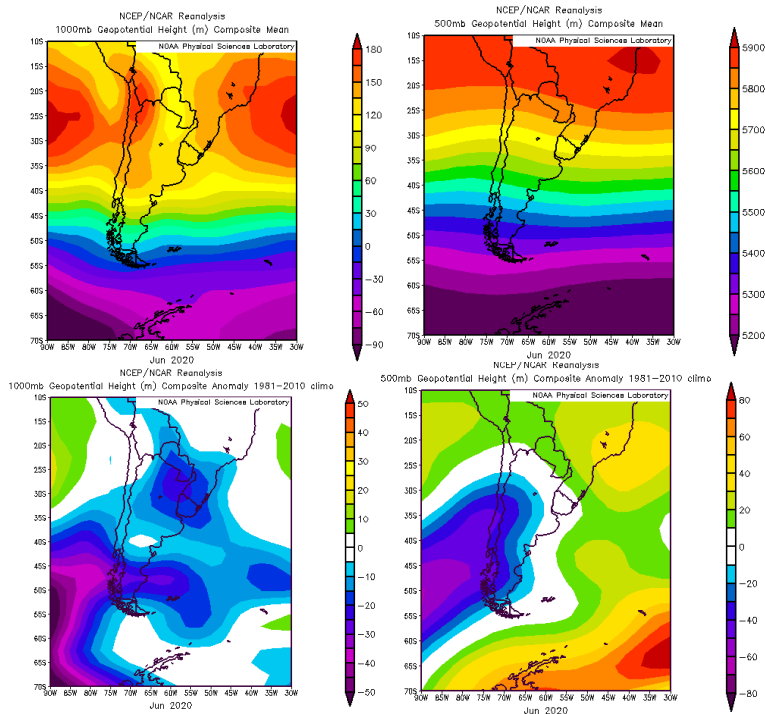 NCEP/NCAR Reanalysis
1000mb Geopotential Height (m) Composite Mean
NOAA Physical Sciences Laboratory
10S
15S
20S
25S
30S
35S
40S
45S
50S
55S
60S
65S
70S
90W 85W 80W 75W 70W 65W 60W 55W 50W 45W 40W 35W 30W
Jun 2020
180
150
120
90
60
30
0
−30
−60
−90
NCEP/NCAR Reanalysis
500mb Geopotential Height (m) Composite Mean
NOAA Physical Sciences Laboratory
10S
15S
20S
25S
30S
35S
40S
45S
50S
55S
60S
65S
70S
90W 85W 80W 75W 70W 65W 60W 55W 50W 45W 40W 35W 30W
Jun 2020
5900
5800
5700
5600
5500
5400
5300
5200
NCEP/NCAR Reanalysis
1000mb Geopotential Height (m) Composite Anomaly 1981−2010 climo
NOAA Physical Sciences Laboratory
10S
15S
20S
25S
30S
35S
40S
45S
50S
55S
60S
65S
70S
90W 85W 80W 75W 70W 65W 60W 55W 50W 45W 40W 35W 30W
Jun 2020
50
40
30
20
10
0
−10
−20
−30
−40
−50
NCEP/NCAR Reanalysis
500mb Geopotential Height (m) Composite Anomaly 1981−2010 climo
NOAA Physical Sciences Laboratory
10S
15S
20S
25S
30S
35S
40S
45S
50S
55S
60S
65S
70S
90W 85W 80W 75W 70W 65W 60W 55W 50W 45W 40W 35W 30W
Jun 2020
80
60
40
20
0
−20
−40
−60
−80